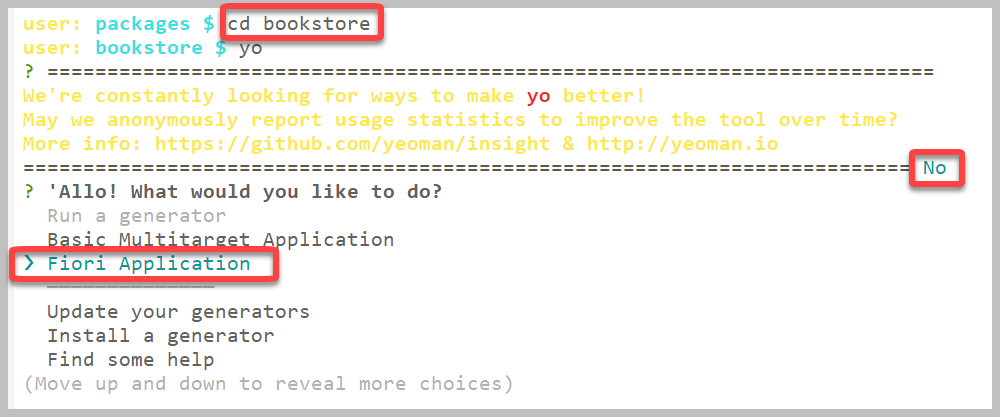 user: packages $ cd bookstore
user: bookstore $ yo
? ==========================================================================
We're constantly looking for ways to make yo better!
May we anonymously report usage statistics to improve the tool over time?
More info: https://github.com/yeoman/insight & http://yeoman.io
========================================================================== No
? 'Allo! What would you like to do?
Run a generator
Basic Multitarget Application
❯ Fiori Application
──────────────
Update your generators
Install a generator
Find some help
(Move up and down to reveal more choices)